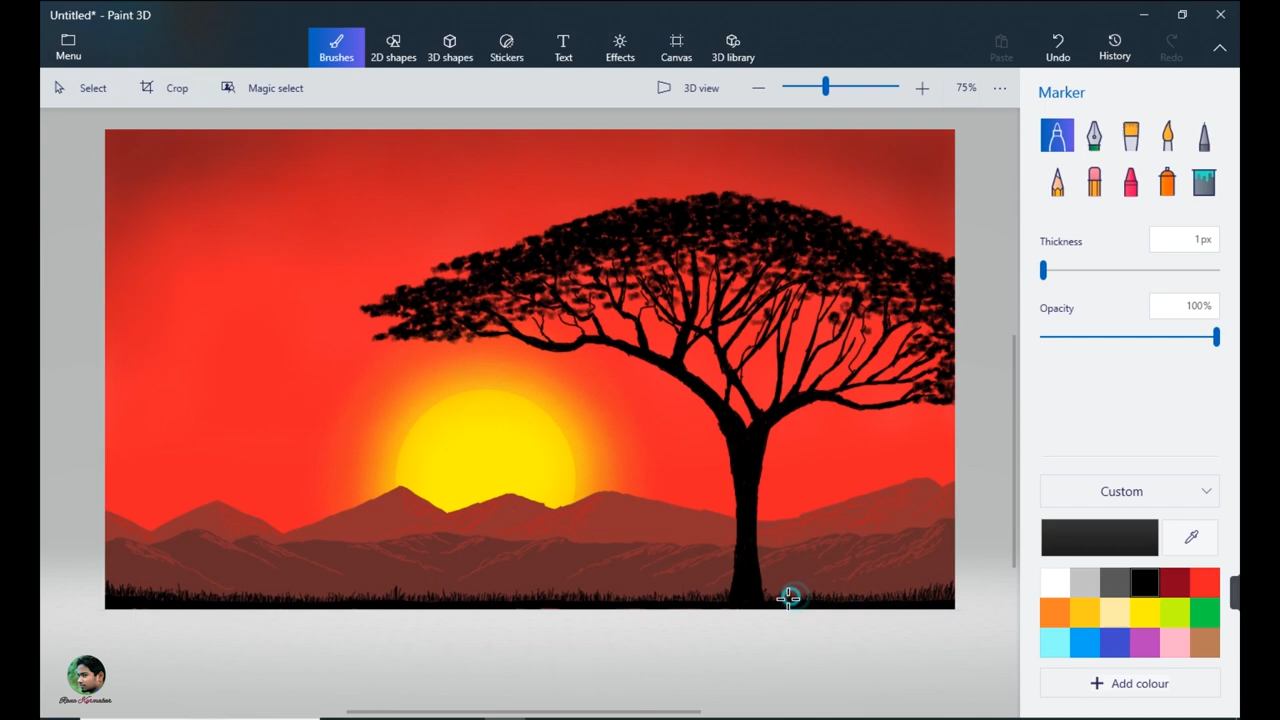 Untitled* - Paint 3D
Menu
Brushes
2D shapes
3D shapes
Stickers
Text
Effects
Canvas
3D library
Paste
Undo
History
Redo
Select
Crop
Magic select
3D view
75%
Marker
Thickness
1px
Opacity
100%
Custom
Add colour